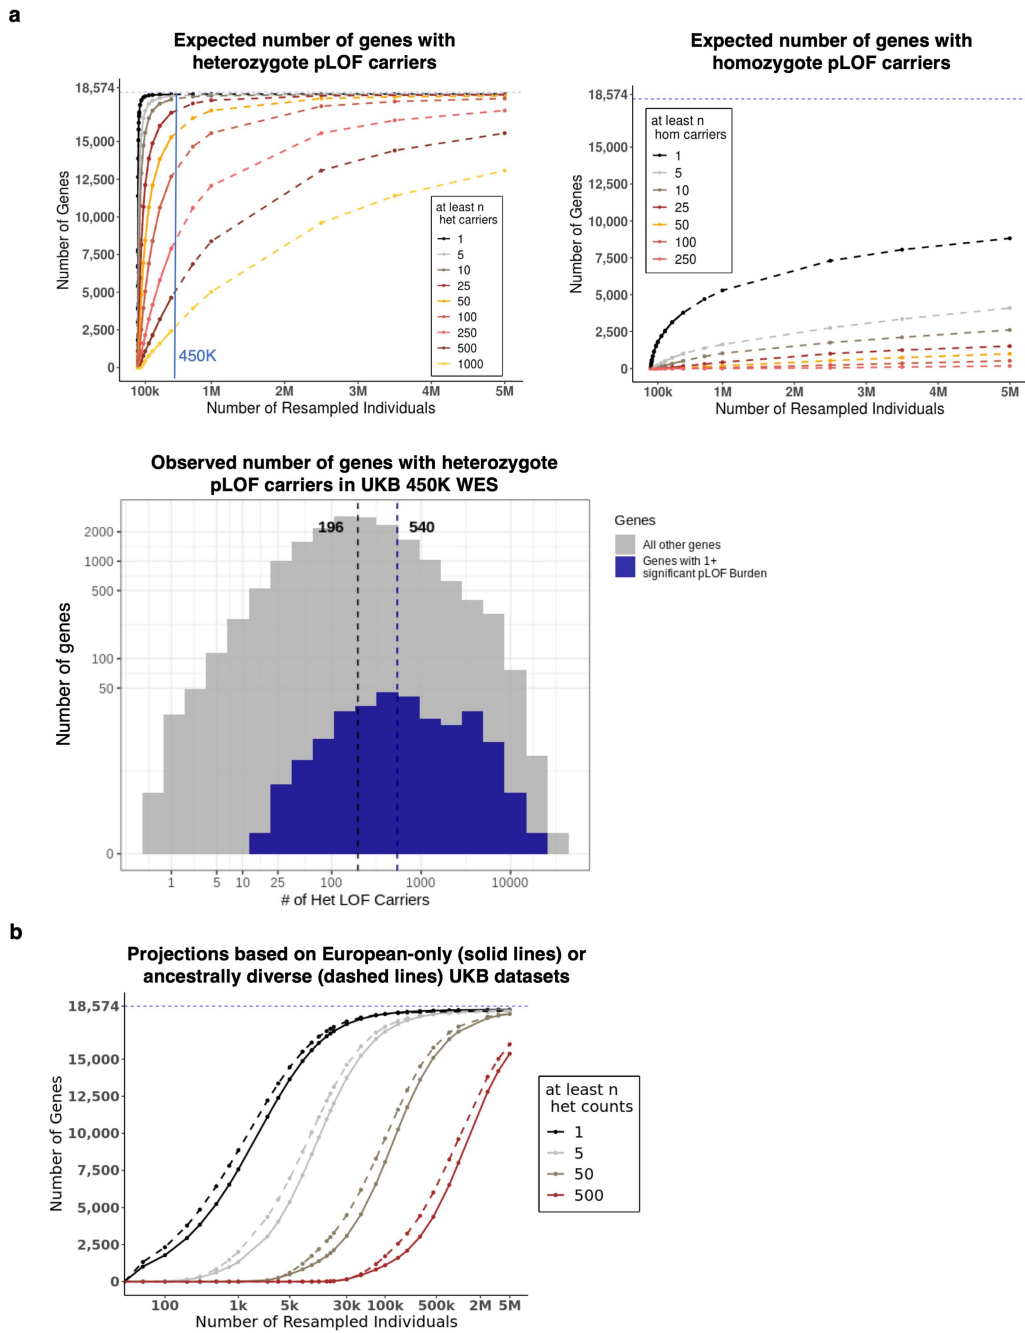 a
Expected number of genes with
heterozygote pLOF carriers
18,574
15,000
12,500
10,000
7,500
5,000
2,500
0
Number of Genes
450K
at least n
het carriers
1
5
10
25
50
100
250
500
1000
100k 1M 2M 3M 4M 5M
Number of Resampled Individuals
Expected number of genes with
homozygote pLOF carriers
18,574
15,000
12,500
10,000
7,500
5,000
2,500
0
Number of Genes
at least n
hom carriers
1
5
10
25
50
100
250
100k 1M 2M 3M 4M 5M
Number of Resampled Individuals
Observed number of genes with heterozygote
pLOF carriers in UKB 450K WES
2000
1000
500
100
50
0
Number of genes
196 540
1 5 10 25 100 1000 10000
# of Het LOF Carriers
Genes
All other genes
Genes with 1+
significant pLOF Burden
b
Projections based on European-only (solid lines) or
ancestrally diverse (dashed lines) UKB datasets
18,574
15,000
12,500
10,000
7,500
5,000
2,500
0
Number of Genes
100 1k 5k 30k 100k 500k 2M 5M
Number of Resampled Individuals
at least n
het counts
1
5
50
500